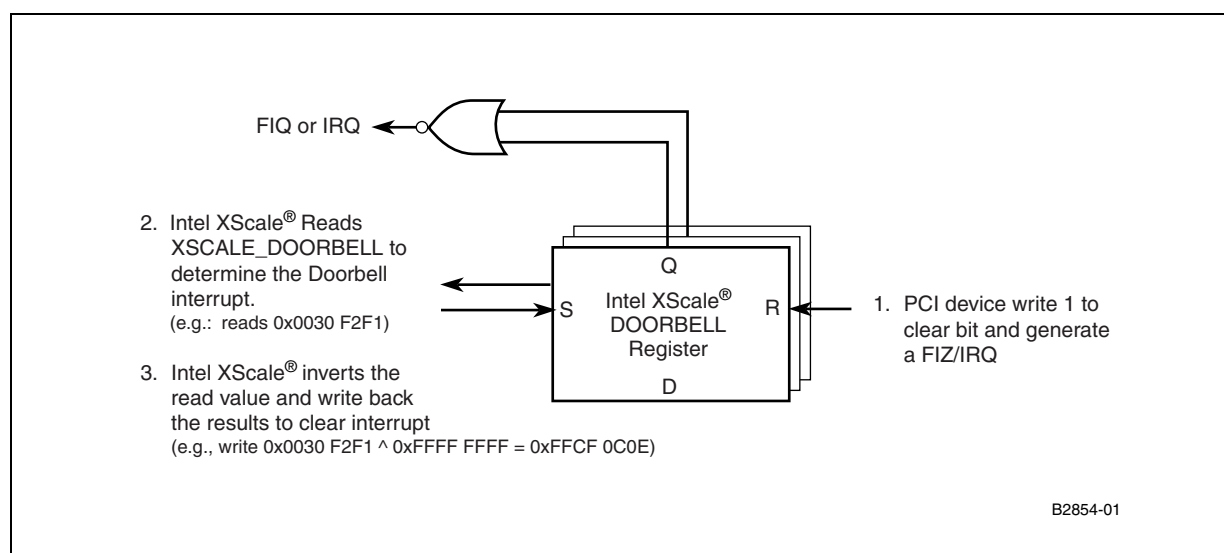 FIQ or IRQ
2. Intel XScale® Reads
XSCALE_DOORBELL to
determine the Doorbell
interrupt.
(e.g.: reads 0x0030 F2F1)
3. Intel XScale® inverts the
read value and write back
the results to clear interrupt
(e.g., write 0x0030 F2F1 ^ 0xFFFF FFFF = 0xFFCF 0C0E)
Q
S
Intel XScale®
DOORBELL
Register
R
D
1. PCI device write 1 to
clear bit and generate
a FIZ/IRQ
B2854-01